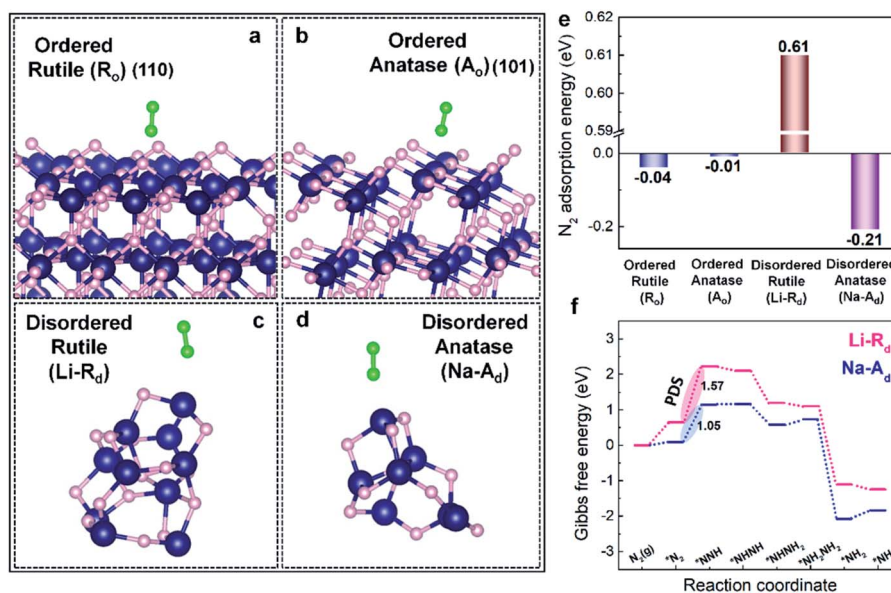 a
Ordered
Rutile (Ro) (110)
b
Ordered
Anatase (Ao) (101)
c
Disordered
Rutile
(Li-Rd)
d
Disordered
Anatase
(Na-Ad)
e
N2 adsorption energy (eV)
0.62
0.61
0.60
0.59
0.0
-0.2
-0.04
-0.01
0.61
-0.21
Ordered
Rutile
(Ro)
Ordered
Anatase
(Ao)
Disordered
Rutile
(Li-Rd)
Disordered
Anatase
(Na-Ad)
f
Gibbs free energy (eV)
3
2
1
0
-1
-2
-3
Li-Rd
Na-Ad
PDS
1.57
1.05
N2(g)
*N2
*NNH
*NHNH
*NHNH2
*NH2NH2
*NH2
Reaction coordinate